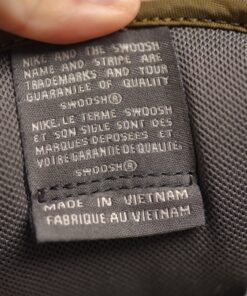 NIKE AND THE SWOOSH
NAME AND STRIPE ARE
TRADEMARKS AND YOUR
GUARANTEE OF QUALITY
SWOOSH®
NIKE, LE TERME SWOOSH
ET SON SIGLE SONT DES
MARQUES DÉPOSÉES ET
VOTRE GARANTIE DE QUALITE.
SWOOSH®
MADE IN VIETNAM
FABRIQUE AU VIETNAM